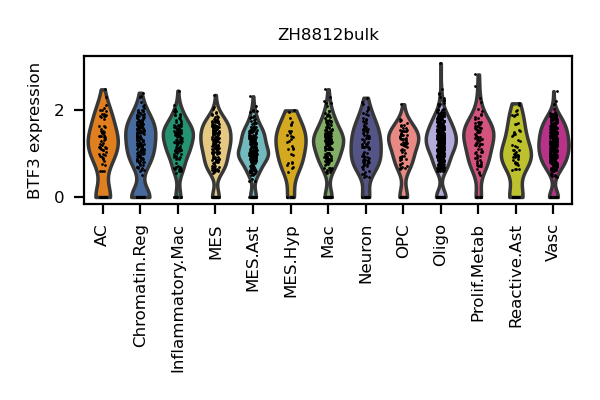 ZH8812bulk
BTF3 expression
2
0
AC
Chromatin.Reg
Inflammatory.Mac
MES
MES.Ast
MES.Hyp
Mac
Neuron
OPC
Oligo
Prolif.Metab
Reactive.Ast
Vasc